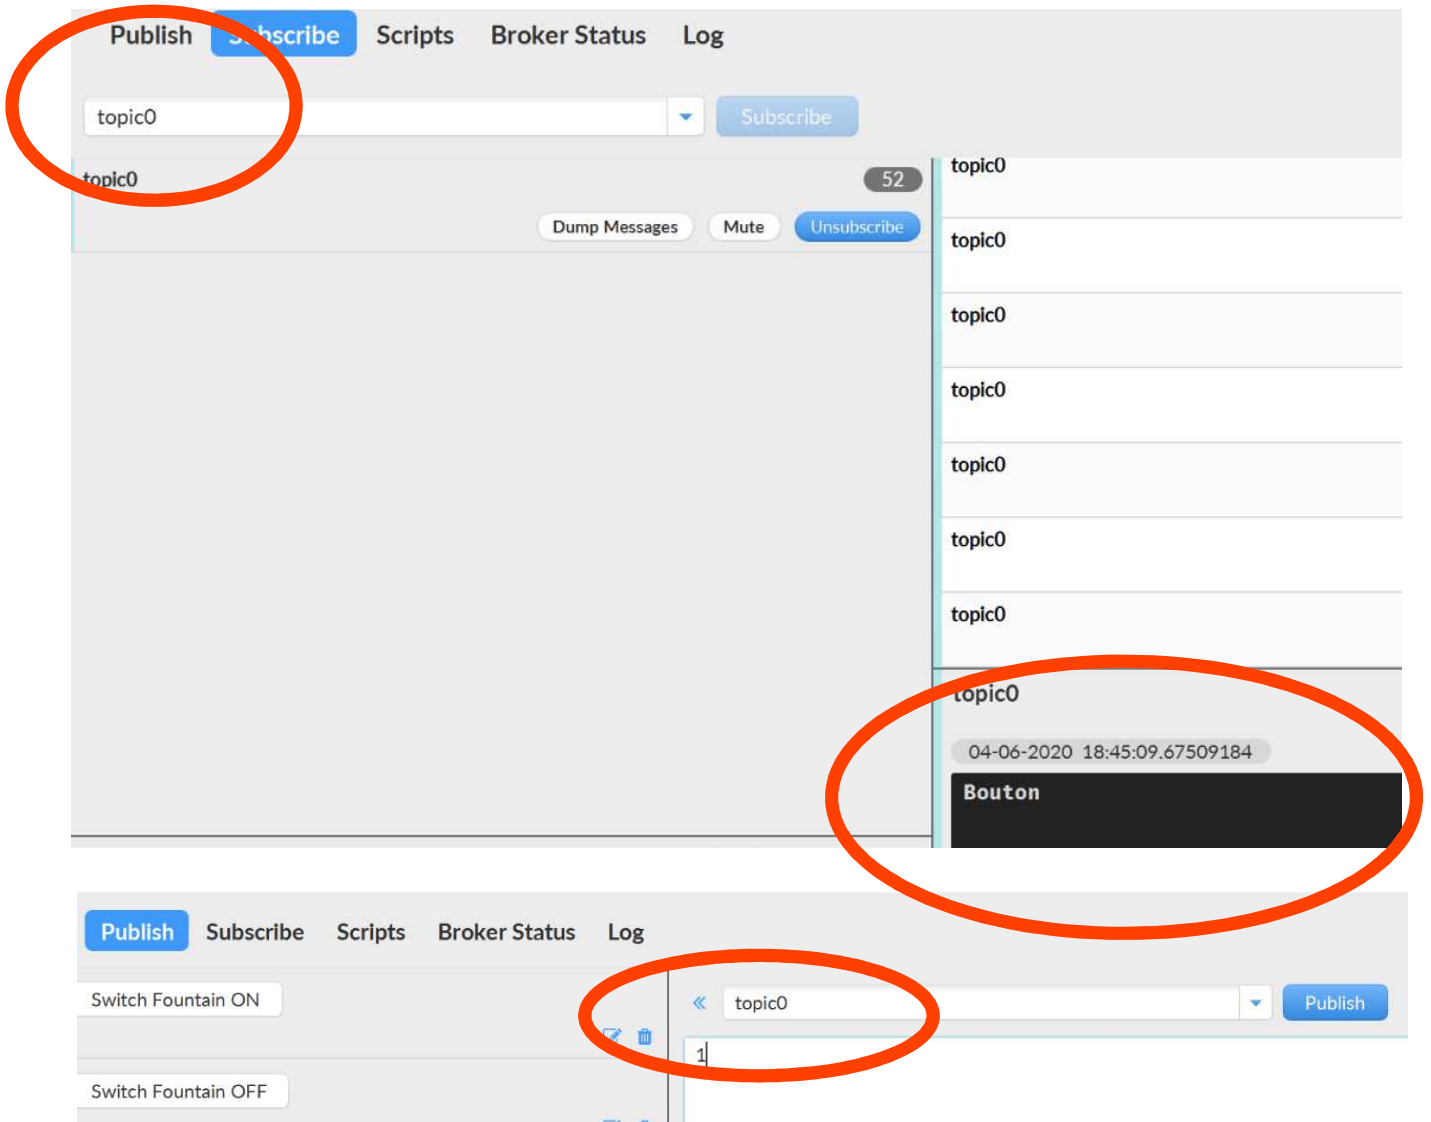 Publish Subscribe Scripts Broker Status Log
topic0 Subscribe
topic0 52
Dump Messages Mute Unsubscribe
topic0
topic0
topic0
topic0
topic0
topic0
topic0
topic0
04-06-2020 18:45:09.67509184
Bouton
Publish Subscribe Scripts Broker Status Log
Switch Fountain ON
Switch Fountain OFF
« topic0 Publish
1